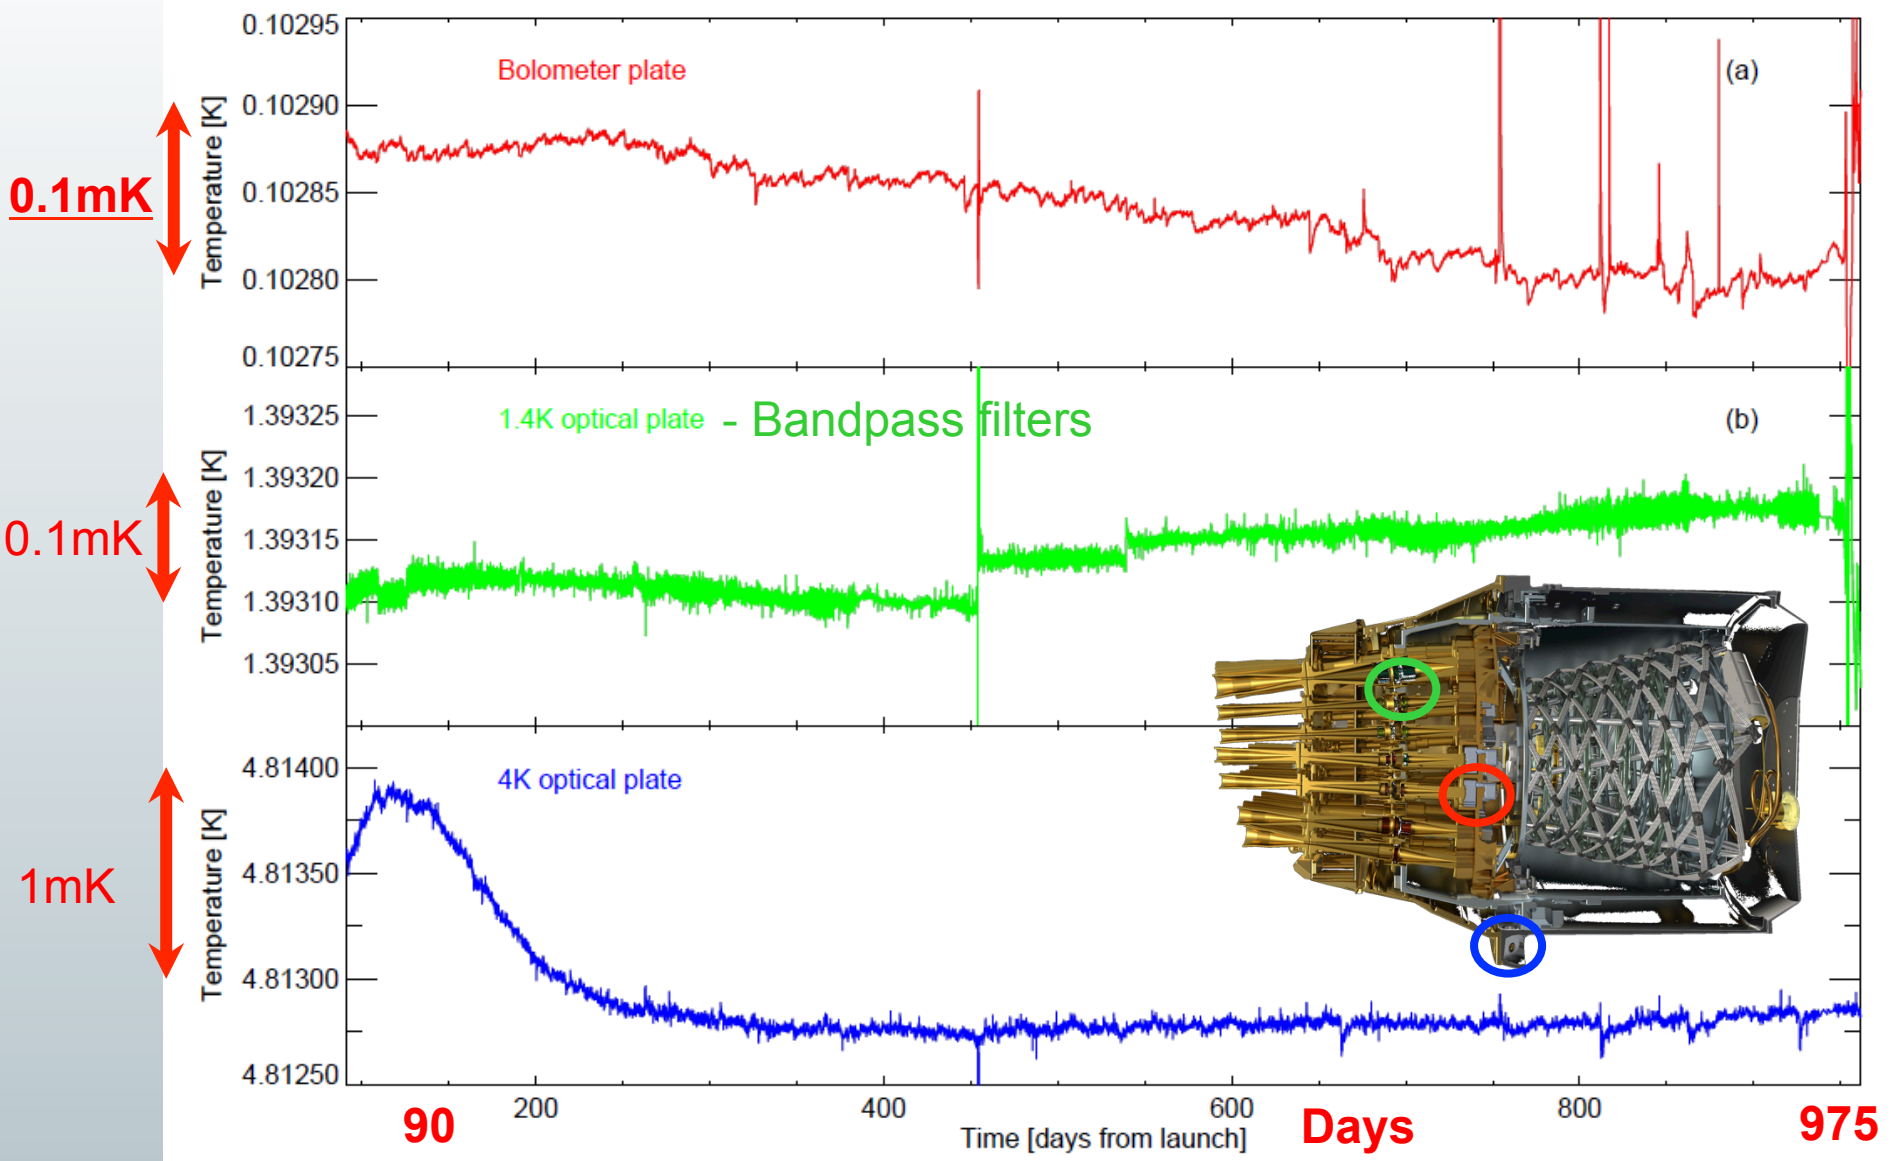 0.10295
Bolometer plate
(a)
0.10290
0.1mK
0.10285
0.10280
0.10275
Temperature [K]
1.39325
1.4K optical plate - Bandpass filters
(b)
1.39320
0.1mK
1.39315
1.39310
1.39305
Temperature [K]
4.81400
4K optical plate
4.81350
1mK
4.81300
4.81250
Temperature [K]
200 400 600 800
90 Days 975
Time [days from launch]